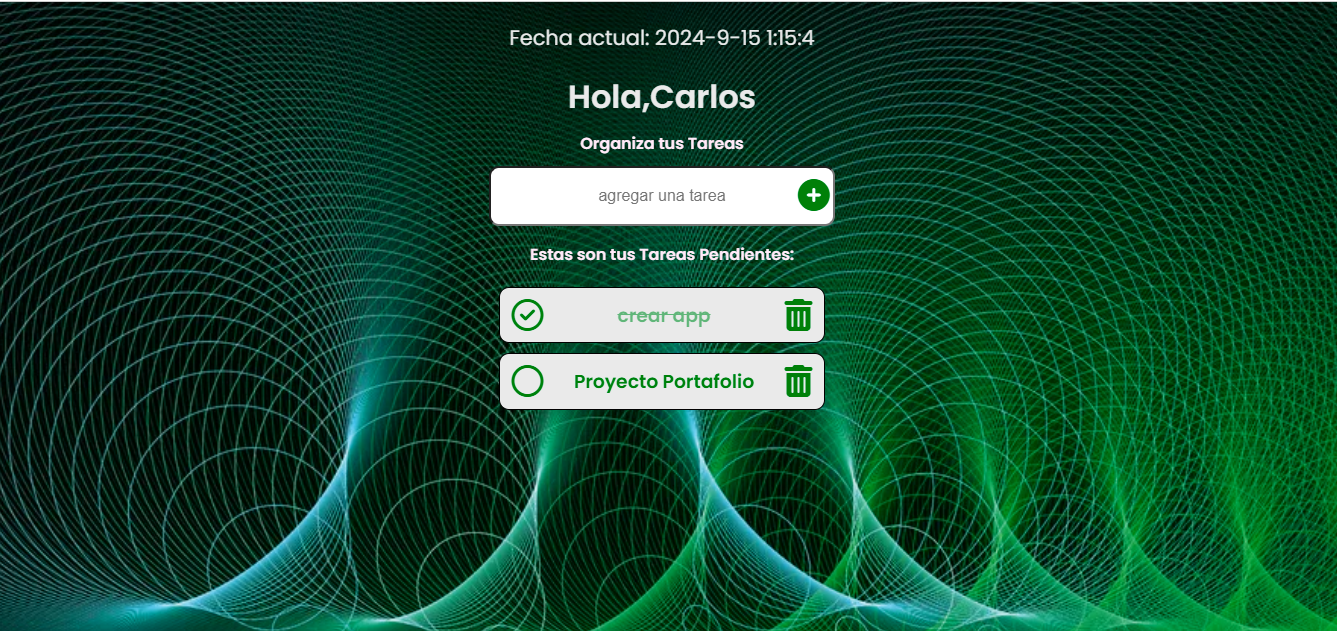 Fecha actual: 2024-9-15 1:15:4
Hola,Carlos
Organiza tus Tareas
agregar una tarea
Estas son tus Tareas Pendientes:
crear app
Proyecto Portafolio